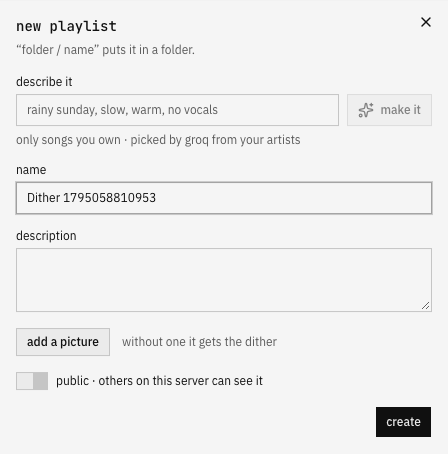 new playlist
“folder / name” puts it in a folder.
describe it
rainy sunday, slow, warm, no vocals
make it
only songs you own · picked by groq from your artists
name
Dither 1795058810953
description
add a picture
without one it gets the dither
public · others on this server can see it
create